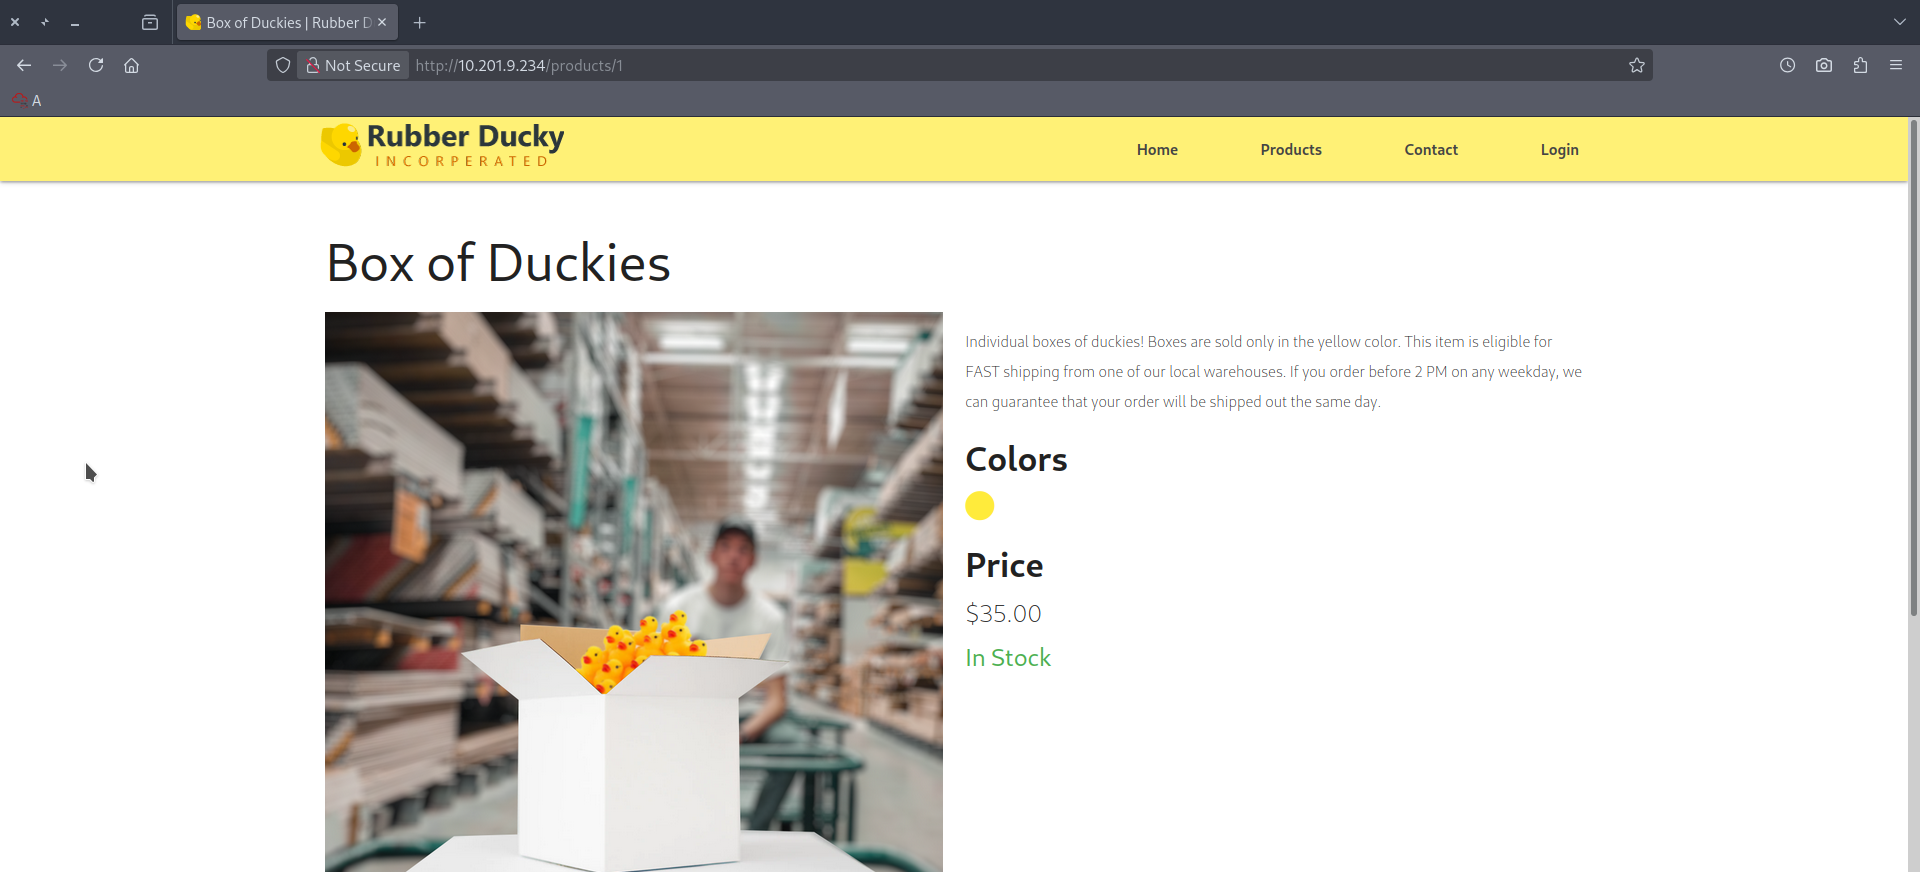 Box of Duckies | Rubber D
Not Secure
http://10.201.9.234/products/1
A
Rubber Ducky
INCORPERATED
Home
Products
Contact
Login
Box of Duckies
Individual boxes of duckies! Boxes are sold only in the yellow color. This item is eligible for
FAST shipping from one of our local warehouses. If you order before 2 PM on any weekday, we
can guarantee that your order will be shipped out the same day.
Colors
Price
$35.00
In Stock